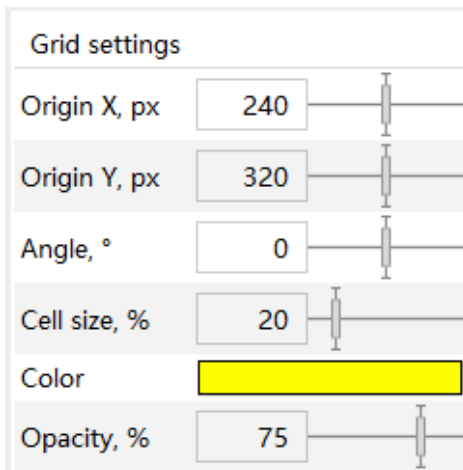 Grid settings
Origin X, px 240
Origin Y, px 320
Angle, ° 0
Cell size, % 20
Color
Opacity, % 75